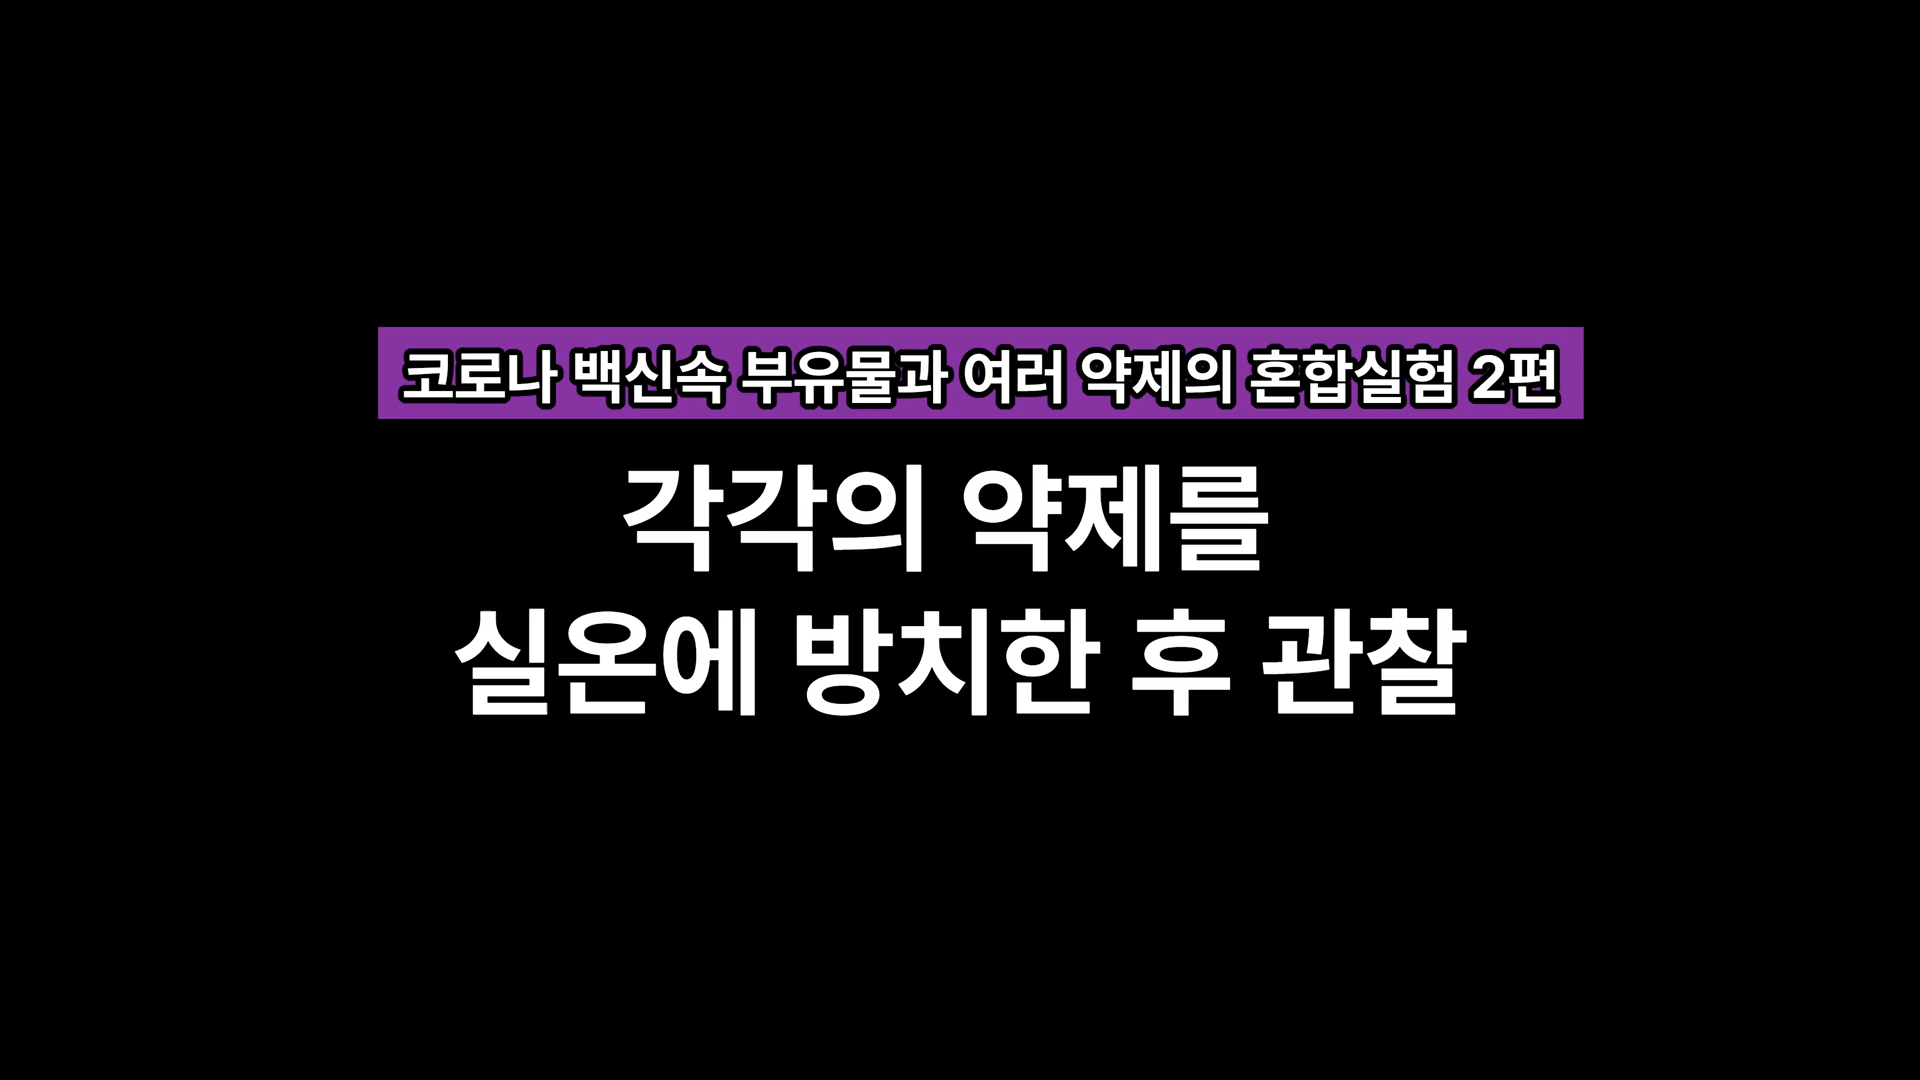 코로나 백신속 부유물과 여러 약제의 혼합실험 2편
각각의 약제를
실온에 방치한 후 관찰